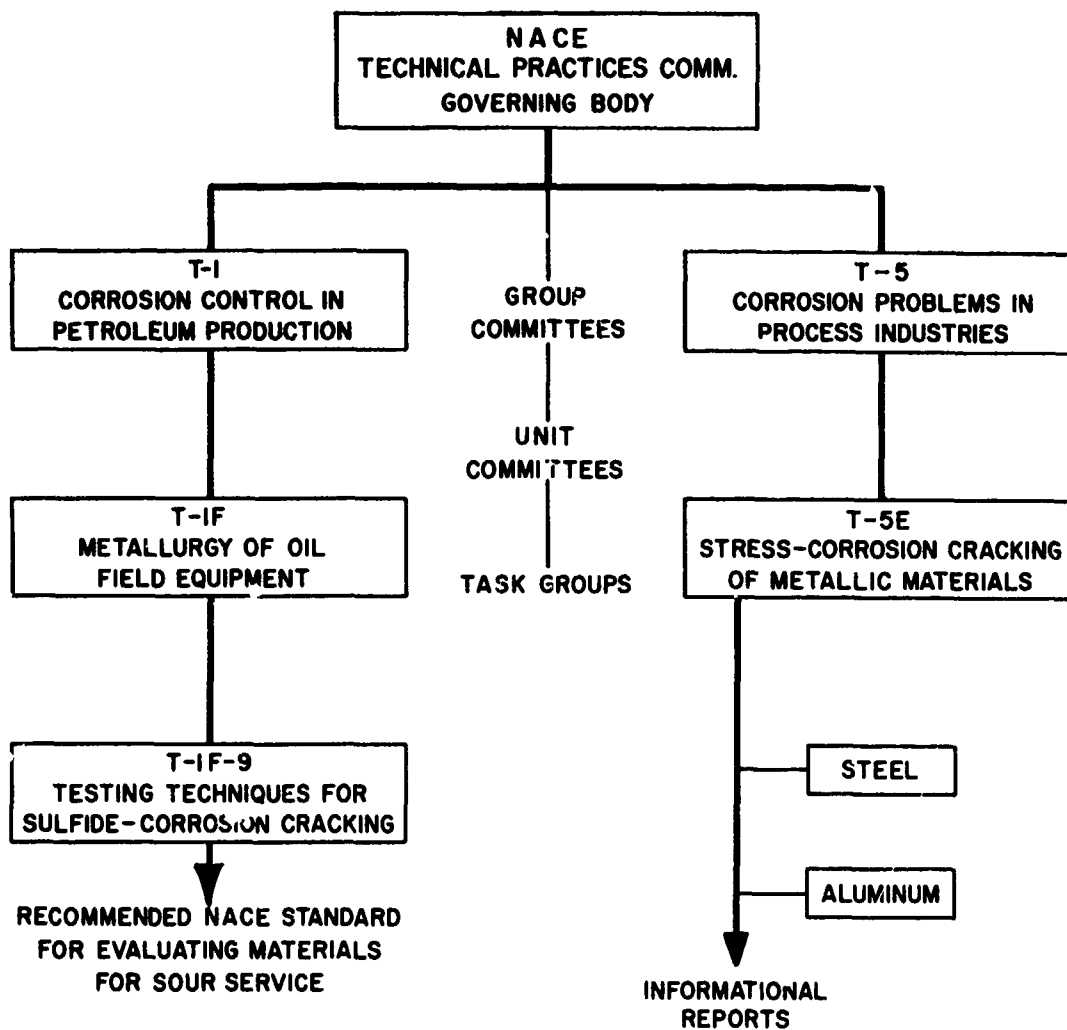 NACE
TECHNICAL PRACTICES COMM.
GOVERNING BODY
T-1
CORROSION CONTROL IN
PETROLEUM PRODUCTION
GROUP
COMMITTEES
T-5
CORROSION PROBLEMS IN
PROCESS INDUSTRIES
UNIT
COMMITTEES
T-1F
METALLURGY OF OIL
FIELD EQUIPMENT
TASK GROUPS
T-5E
STRESS-CORROSION CRACKING
OF METALLIC MATERIALS
T-1F-9
TESTING TECHNIQUES FOR
SULFIDE-CORROSION CRACKING
STEEL
ALUMINUM
RECOMMENDED NACE STANDARD
FOR EVALUATING MATERIALS
FOR SOUR SERVICE
INFORMATIONAL
REPORTS